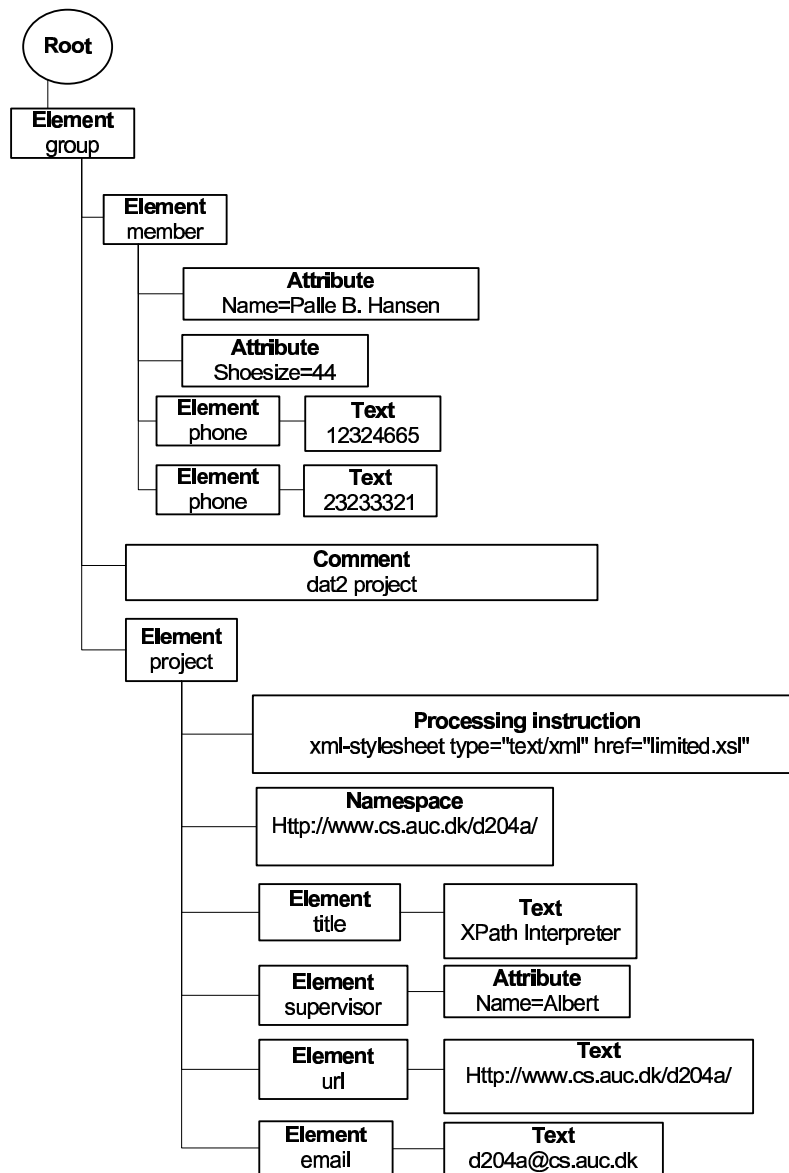 Root
Element
group
Element
member
Attribute
Name=Palle B. Hansen
Attribute
Shoesize=44
Element
phone
Text
12324665
Element
phone
Text
23233321
Comment
dat2 project
Element
project
Processing instruction
xml-stylesheet type="text/xml" href="limited.xsl"
Namespace
Http://www.cs.auc.dk/d204a/
Element
title
Text
XPath Interpreter
Element
supervisor
Attribute
Name=Albert
Element
url
Text
Http://www.cs.auc.dk/d204a/
Element
email
Text
d204a@cs.auc.dk